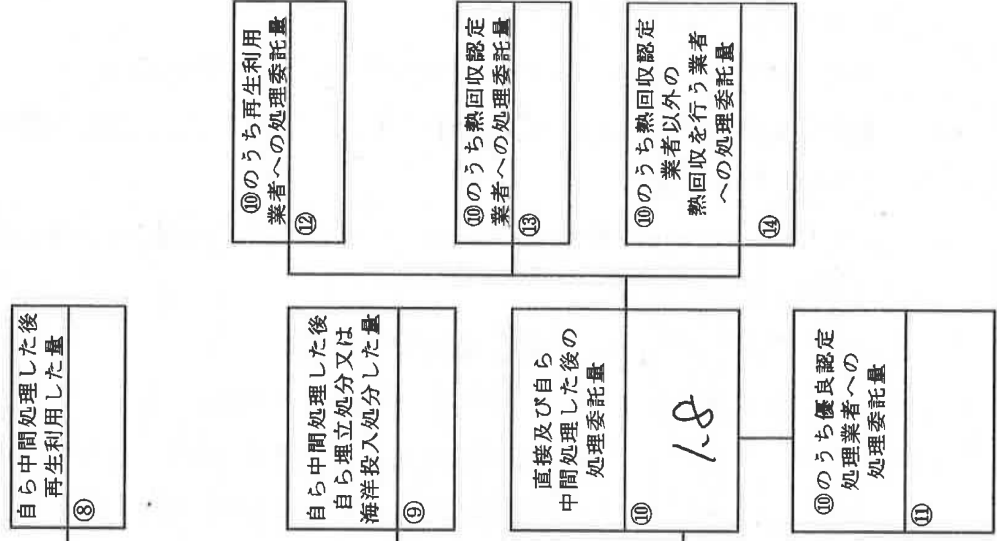 自ら中間処理した後
再生利用した量
⑧
自ら中間処理した後
自ら埋立処分又は
海洋投入処分した量
⑨
直接及び自ら
中間処理した後の
処理委託量
⑩
1.8
⑩のうち優良認定
処理業者への
処理委託量
⑪
⑩のうち再生利用
業者への処理委託量
⑫
⑩のうち熱回収認定
業者への処理委託量
⑬
⑩のうち熱回収認定
業者以外の
熱回収を行う業者
への処理委託量
⑭